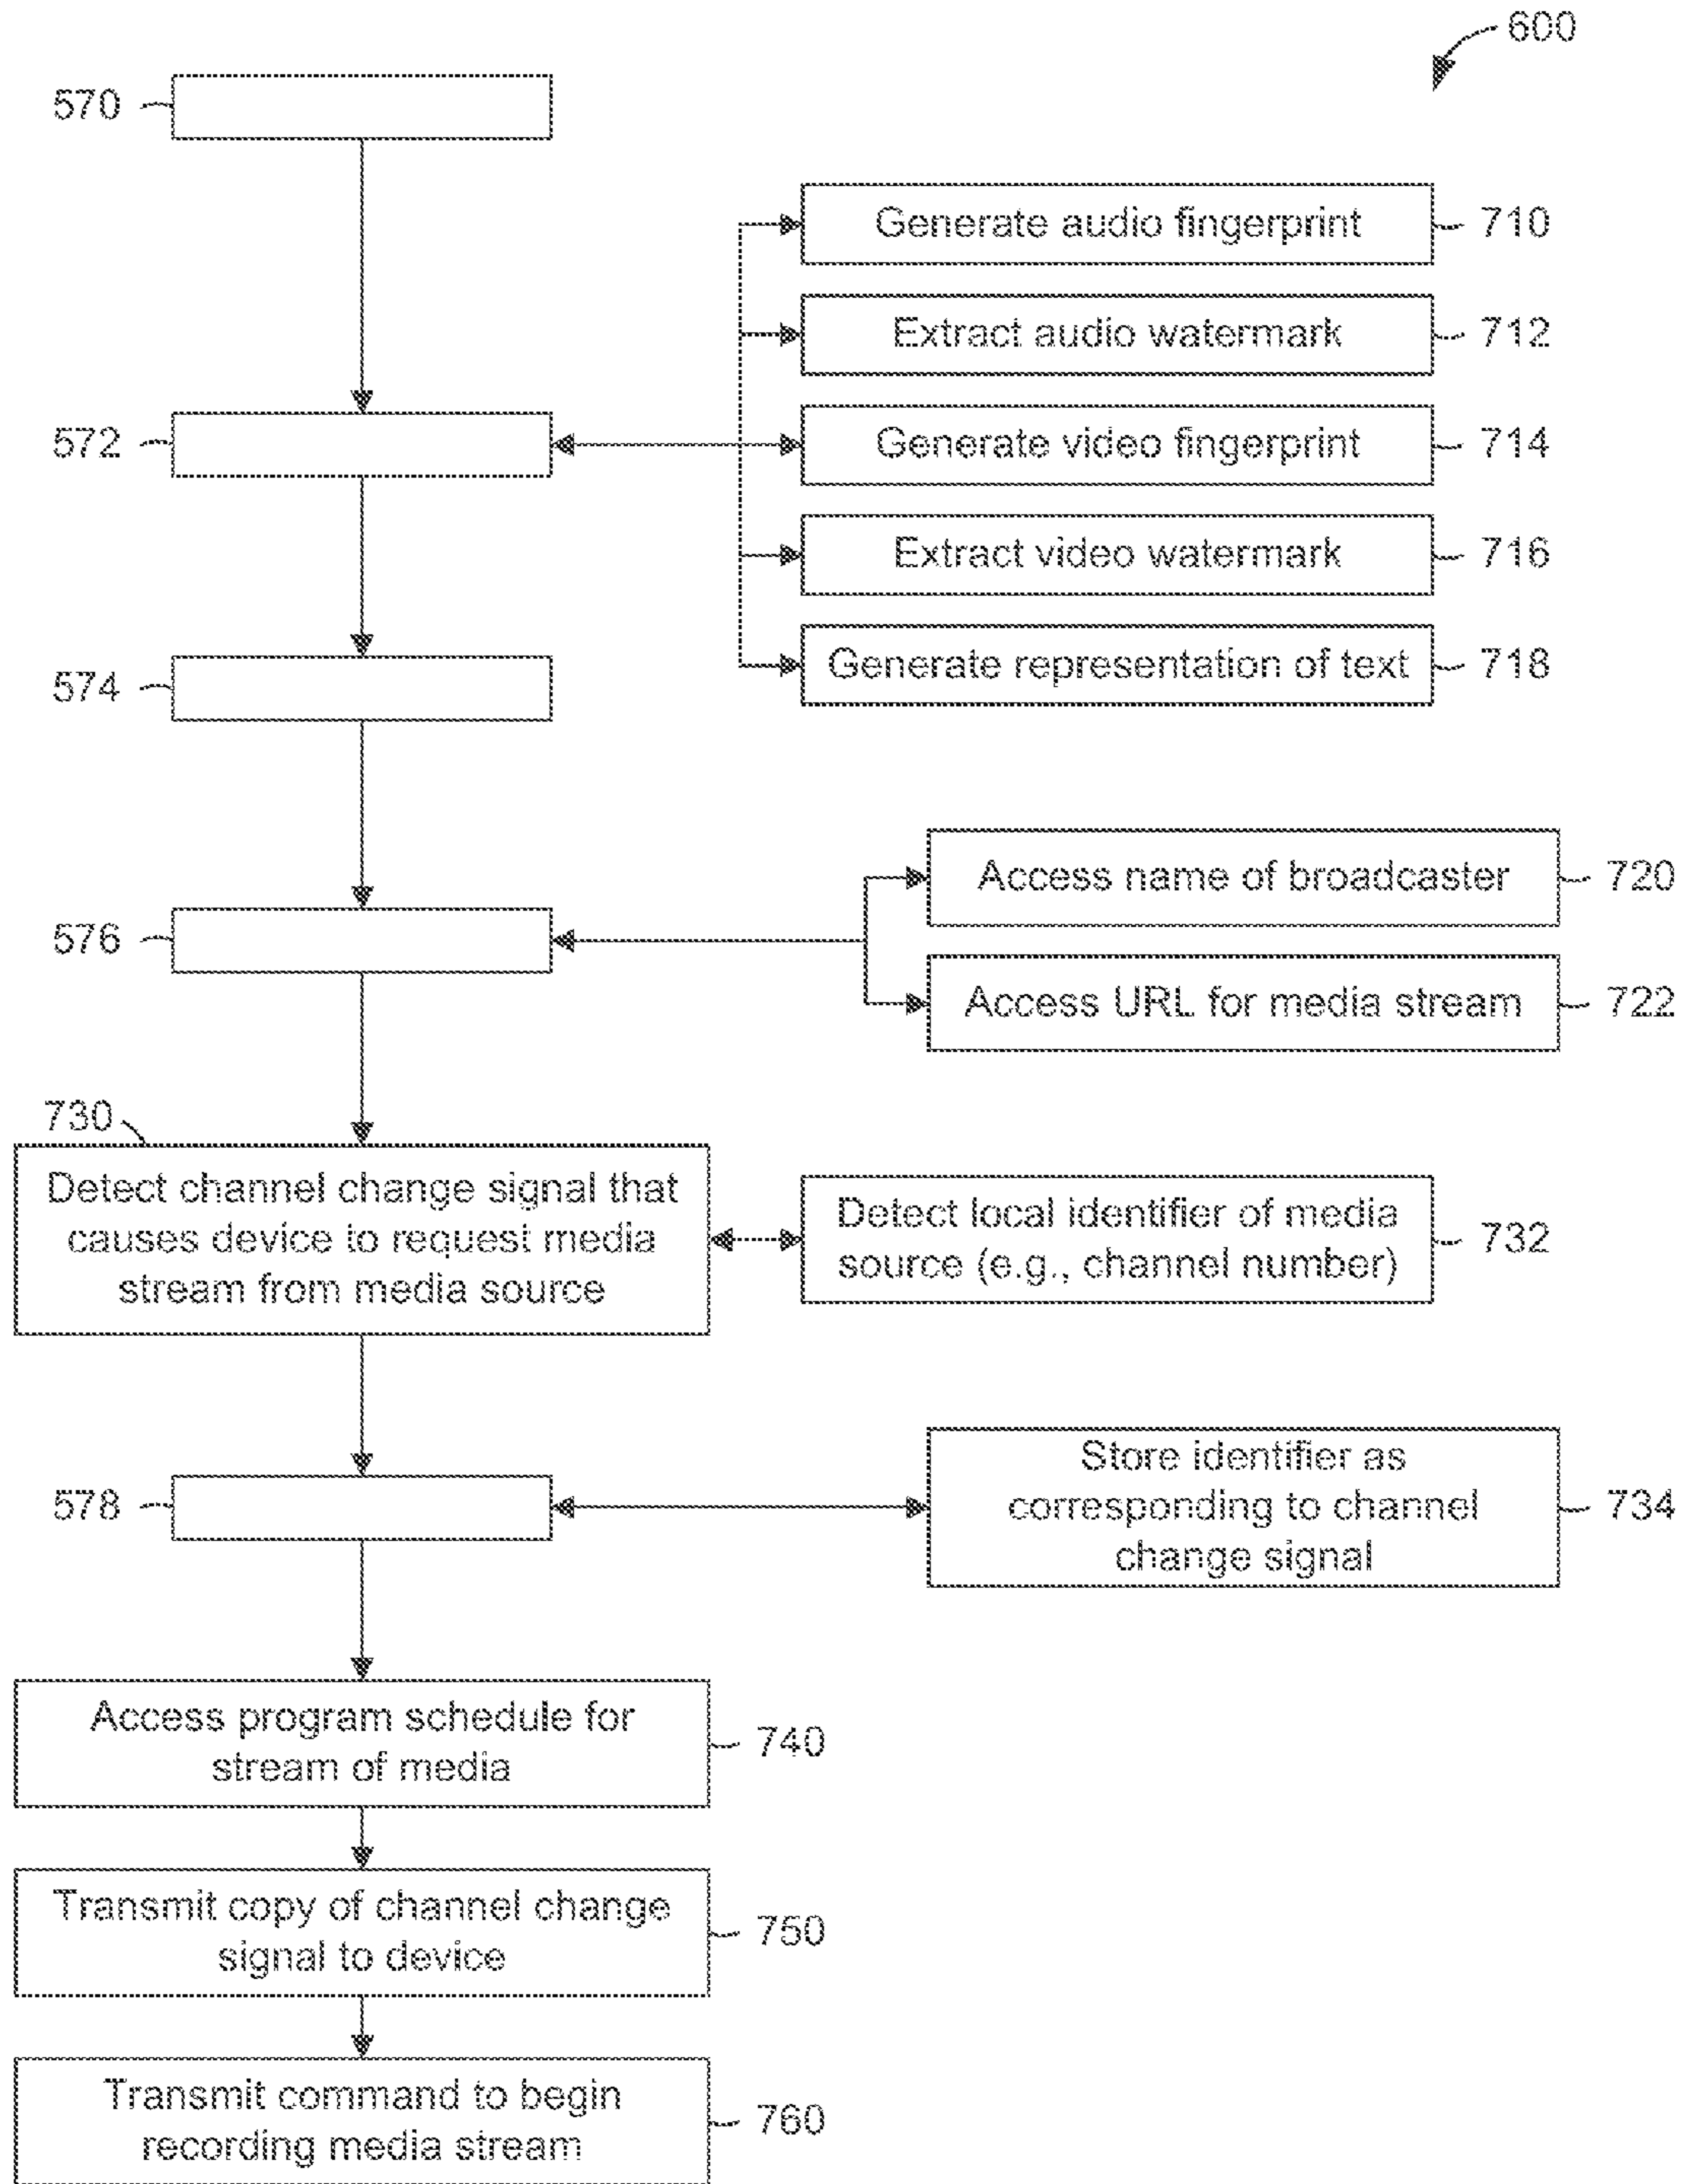 600
570
Generate audio fingerprint
710
Extract audio watermark
712
572
Generate video fingerprint
714
Extract video watermark
716
Generate representation of text
718
574
Access name of broadcaster
720
576
Access URL for media stream
722
730
Detect channel change signal that
causes device to request media
stream from media source
Detect local identifier of media
source (e.g., channel number)
732
578
Store identifier as
corresponding to channel
change signal
734
Access program schedule for
stream of media
740
Transmit copy of channel change
signal to device
750
Transmit command to begin
recording media stream
760